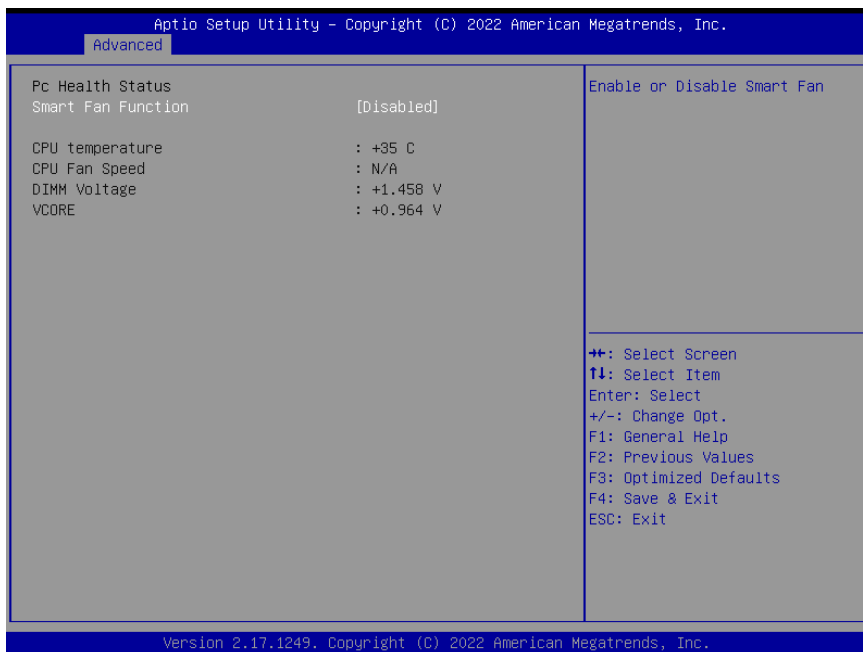 Aptio Setup Utility – Copyright (C) 2022 American Megatrends, Inc.
Advanced
Pc Health Status
Smart Fan Function [Disabled]
CPU temperature : +35 C
CPU Fan Speed : N/A
DIMM Voltage : +1.458 V
VCORE : +0.964 V
Enable or Disable Smart Fan
→←: Select Screen
↑↓: Select Item
Enter: Select
+/-: Change Opt.
F1: General Help
F2: Previous Values
F3: Optimized Defaults
F4: Save & Exit
ESC: Exit
Version 2.17.1249. Copyright (C) 2022 American Megatrends, Inc.